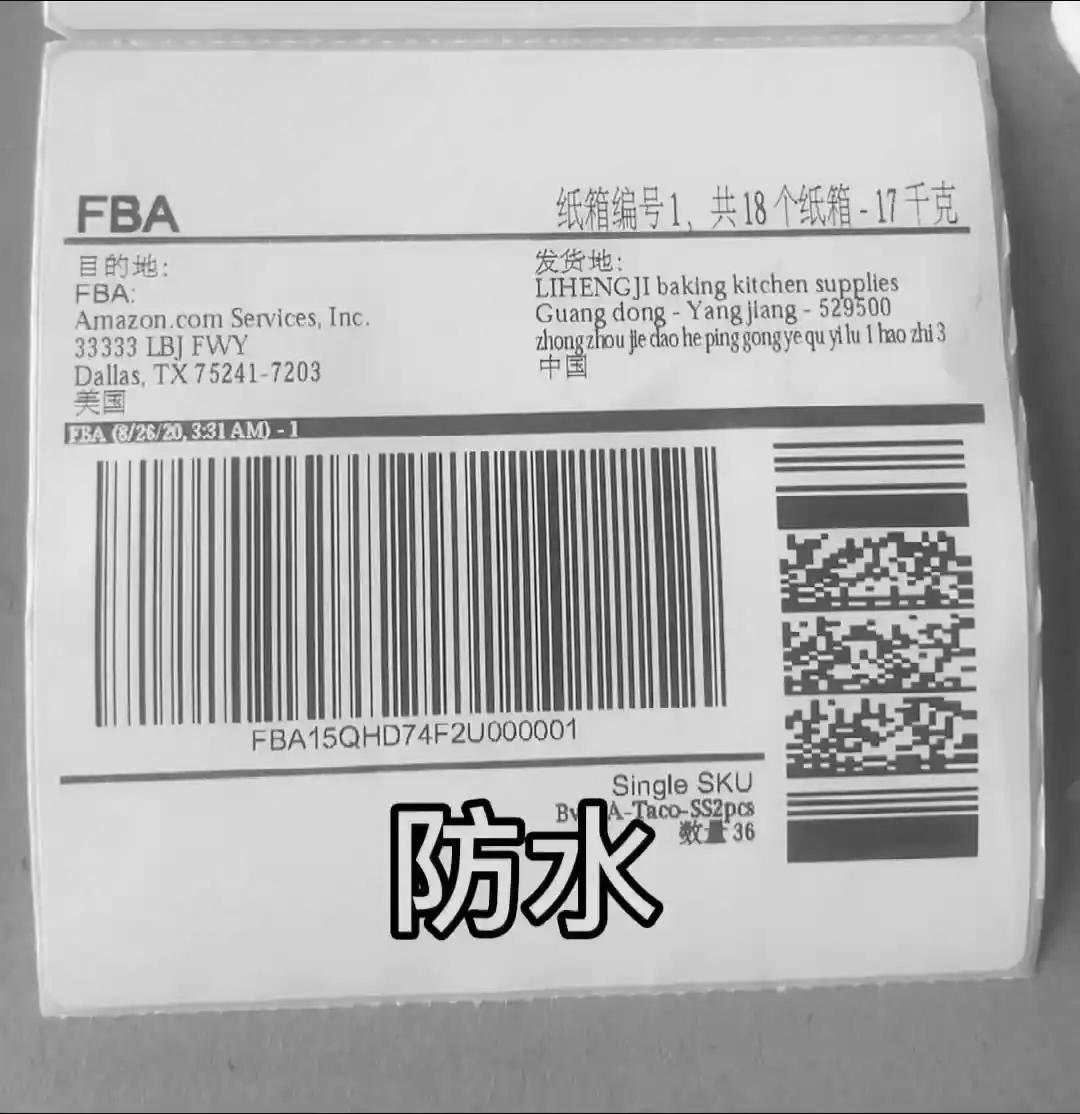 FBA
纸箱编号1，共18个纸箱 - 17千克
目的地:
FBA:
Amazon.com Services, Inc.
33333 LBJ FWY
Dallas, TX 75241-7203
美国
发货地:
LIHENGJI baking kitchen supplies
Guang dong - Yang jiang - 529500
zhong zhou jie dao he ping gong ye qu yi lu 1 hao zhi 3
中国
FBA (8/26/20, 3:31 AM) - 1
FBA15QHD74F2U000001
Single SKU
A-Taco-SS2pcs
数量 36
防水